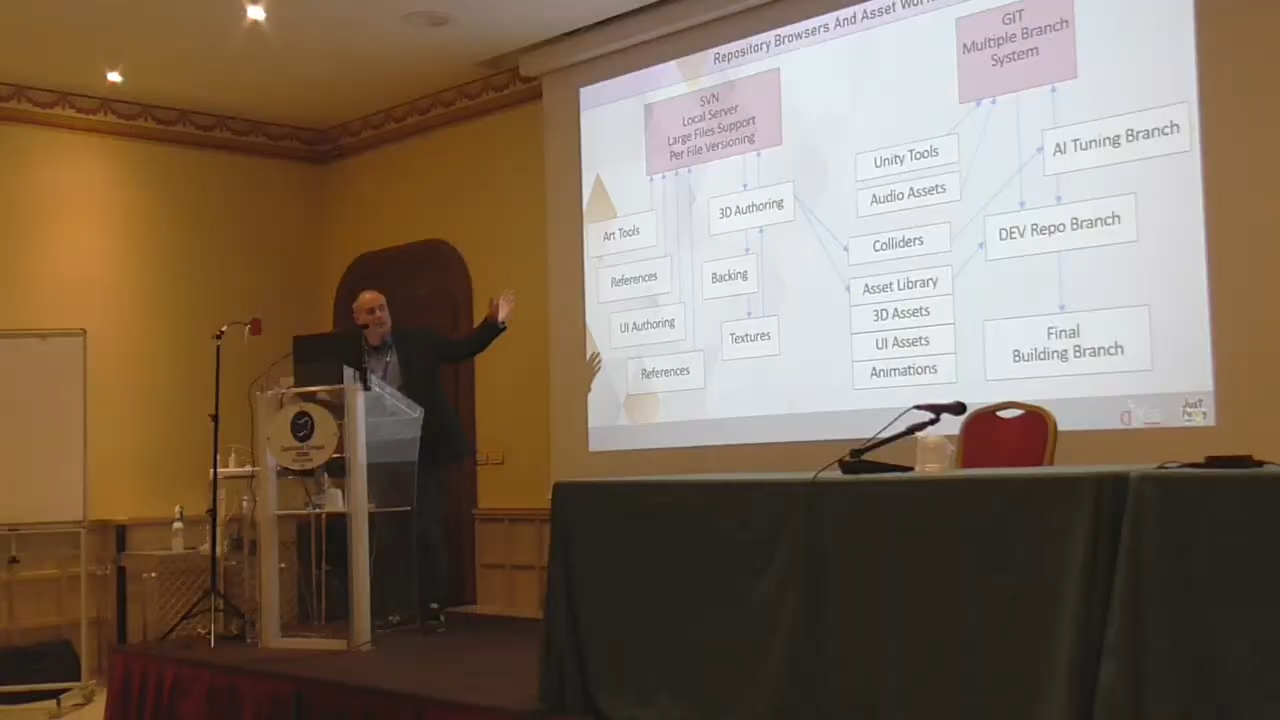 Repository Browsers And Asset
SVN
Local Server
Large Files Support
Per File Versioning
GIT
Multiple Branch
System
Art Tools
References
UI Authoring
References
3D Authoring
Backing
Textures
Unity Tools
Audio Assets
Colliders
Asset Library
3D Assets
UI Assets
Animations
AI Tuning Branch
DEV Repo Branch
Final
Building Branch